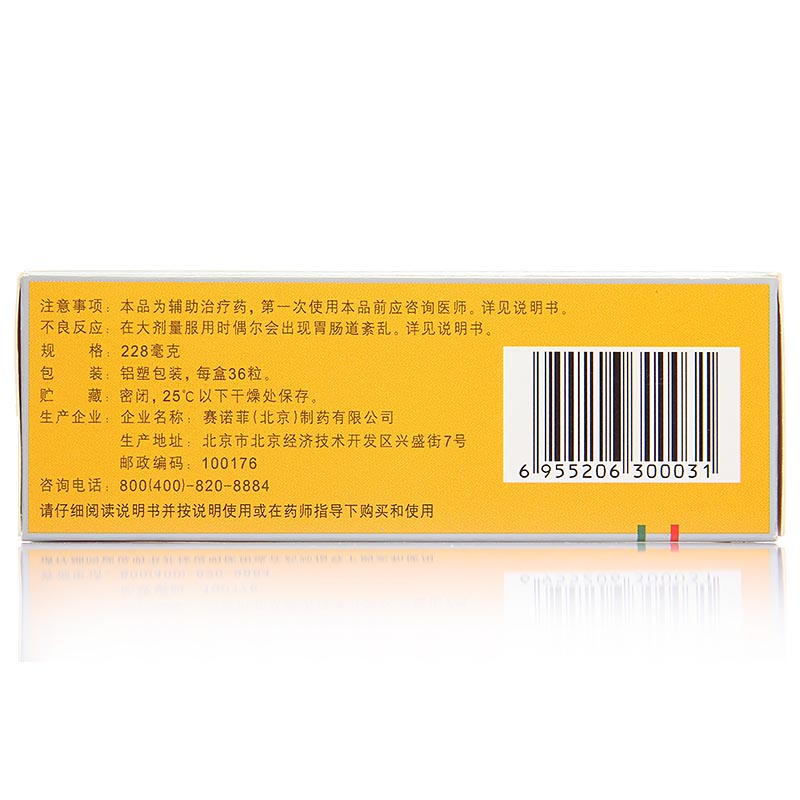 注意事项：本品为辅助治疗药，第一次使用本品前应咨询医师。详见说明书。
不良反应：在大剂量服用时偶尔会出现胃肠道紊乱。详见说明书。
规　　格：228毫克
包　　装：铝塑包装，每盒36粒。
贮　　藏：密闭，25℃以下干燥处保存。
生产企业：企业名称：赛诺菲(北京)制药有限公司
生产地址：北京市北京经济技术开发区兴盛街7号
邮政编码：100176
咨询电话：800(400)-820-8884
请仔细阅读说明书并按说明使用或在药师指导下购买和使用
6 955206 300031